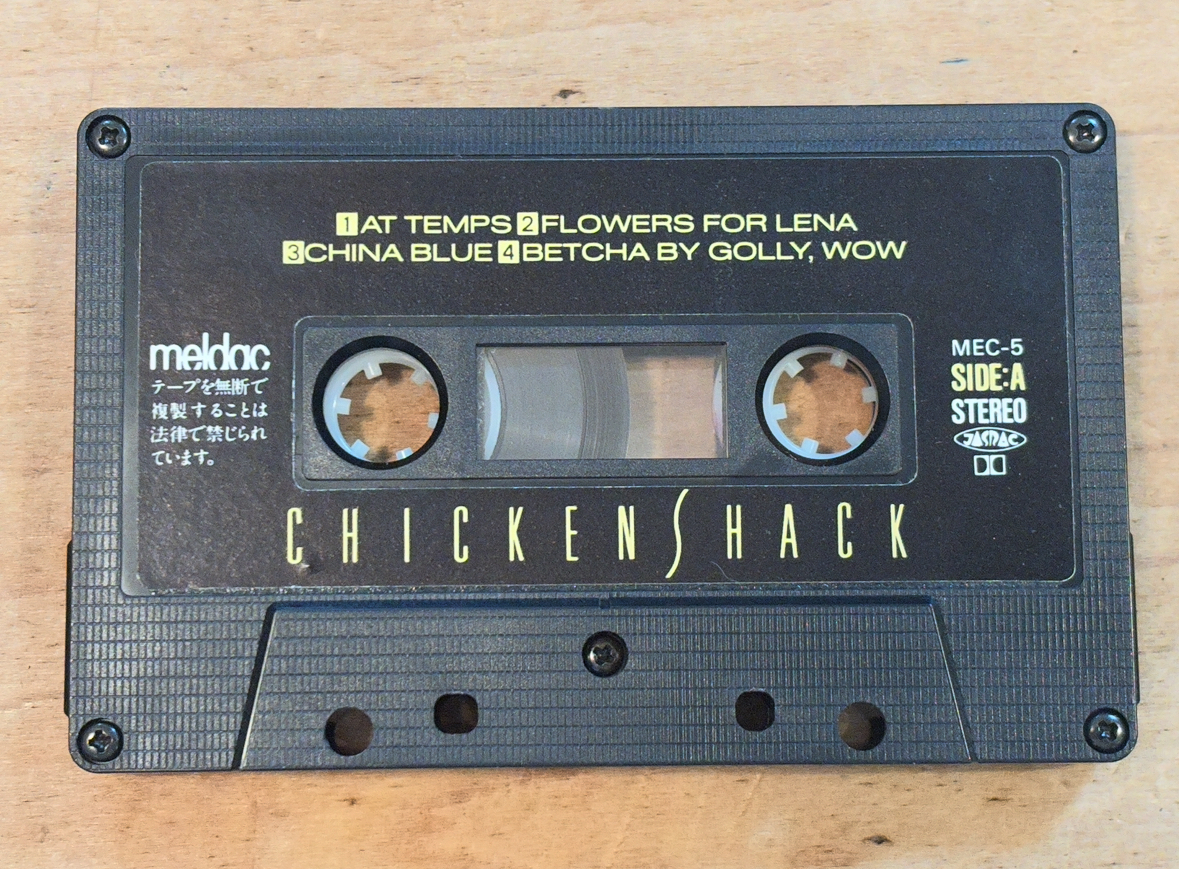 1 AT TEMPS 2 FLOWERS FOR LENA
3 CHINA BLUE 4 BETCHA BY GOLLY, WOW
meldac
テープを無断で
複製することは
法律で禁じられ
ています。
MEC-5
SIDE:A
STEREO
JASRAC
CHICKENSHACK